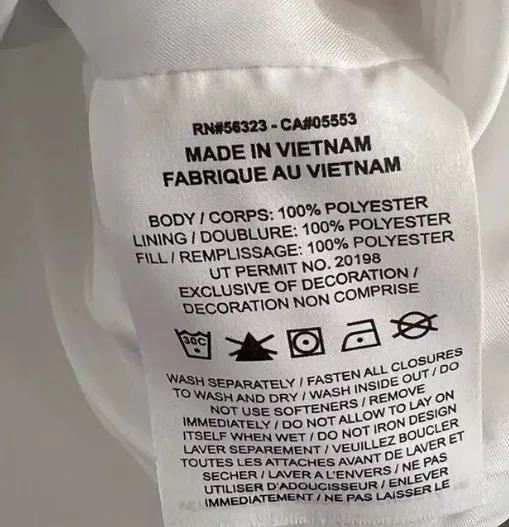 RN#56323 - CA#05553
MADE IN VIETNAM
FABRIQUE AU VIETNAM
BODY / CORPS: 100% POLYESTER
LINING / DOUBLURE: 100% POLYESTER
FILL / REMPLISSAGE: 100% POLYESTER
UT PERMIT NO. 20198
EXCLUSIVE OF DECORATION /
DECORATION NON COMPRISE
30C
WASH SEPARATELY / FASTEN ALL CLOSURES
TO WASH AND DRY / WASH INSIDE OUT / DO
NOT USE SOFTENERS / REMOVE
IMMEDIATELY / DO NOT ALLOW TO LAY ON
ITSELF WHEN WET / DO NOT IRON DESIGN
LAVER SEPAREMENT / VEUILLEZ BOUCLER
TOUTES LES ATTACHES AVANT DE LAVER ET
SECHER / LAVER A L'ENVERS / NE PAS
UTILISER D'ADOUCISSEUR / ENLEVER
IMMEDIATEMENT / NE PAS LAISSER LE